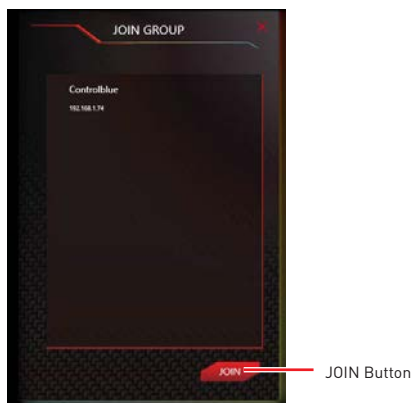 JOIN GROUP
Controlblue
192.168.1.74
JOIN
JOIN Button